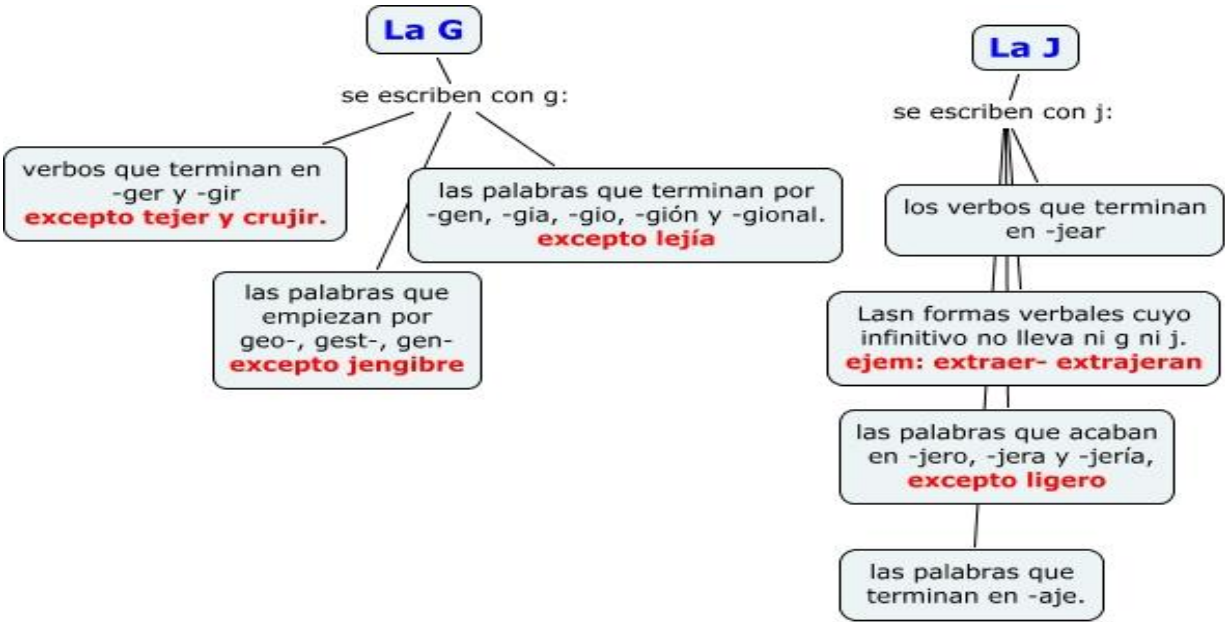 La G
se escriben con g:
verbos que terminan en
-ger y -gir
excepto tejer y crujir.
las palabras que terminan por
-gen, -gia, -gio, -gión y -gional.
excepto lejía
las palabras que
empiezan por
geo-, gest-, gen-
excepto jengibre
La J
se escriben con j:
los verbos que terminan
en -jear
Lasn formas verbales cuyo
infinitivo no lleva ni g ni j.
ejem: extraer- extrajeran
las palabras que acaban
en -jero, -jera y -jería,
excepto ligero
las palabras que
terminan en -aje.